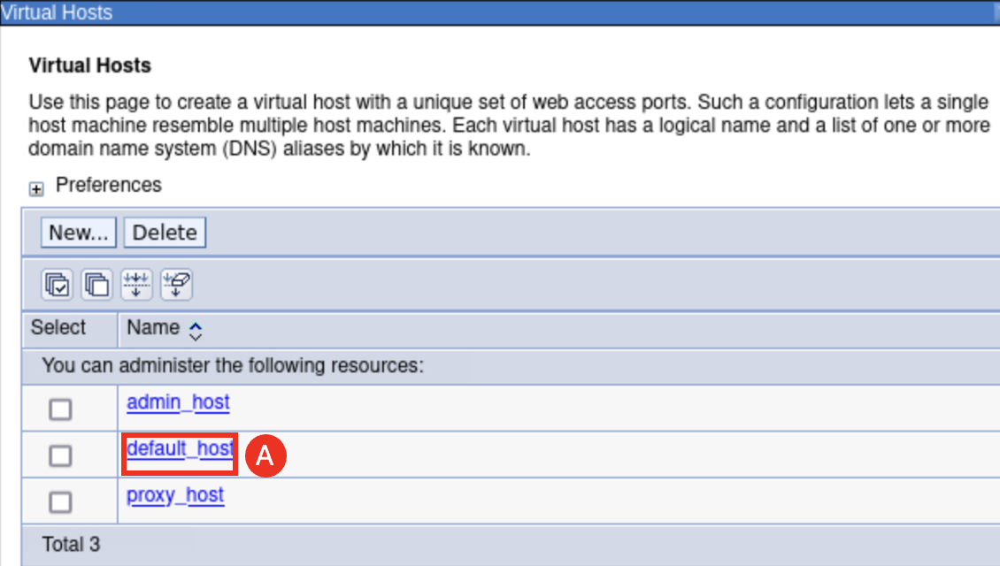 Virtual Hosts
Virtual Hosts
Use this page to create a virtual host with a unique set of web access ports. Such a configuration lets a single
host machine resemble multiple host machines. Each virtual host has a logical name and a list of one or more
domain name system (DNS) aliases by which it is known.
Preferences
New... Delete
Select Name
You can administer the following resources:
admin_host
default_host A
proxy_host
Total 3